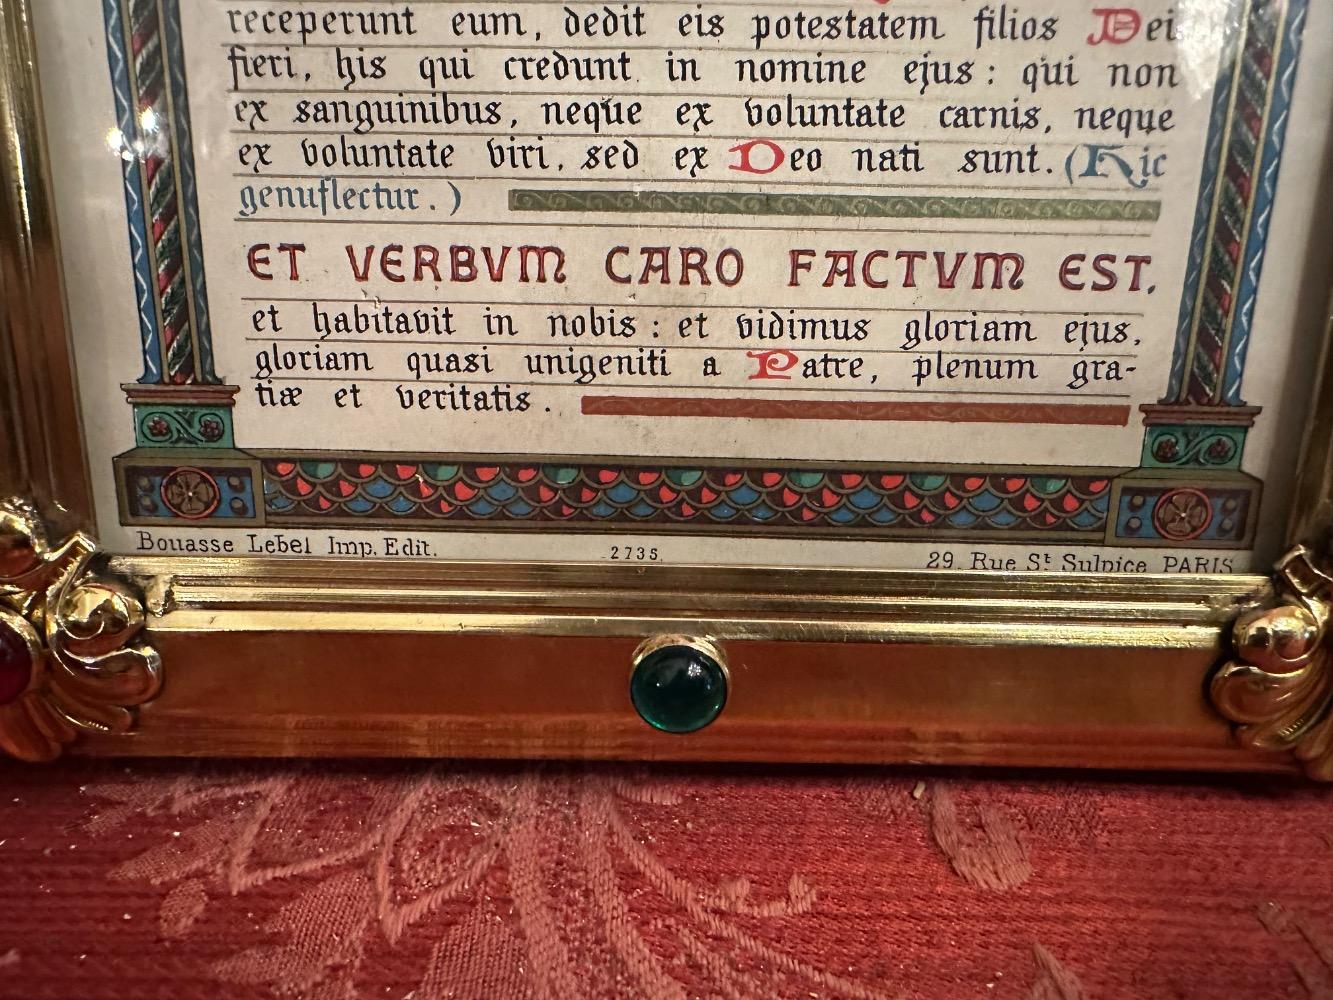 receperunt eum, dedit eis potestatem filios Dei
fieri, his qui credunt in nomine ejus : qui non
ex sanguinibus, neque ex voluntate carnis, neque
ex voluntate viri, sed ex Deo nati sunt. (Hic
genuflectur.)
ET VERBVM CARO FACTVM EST.
et habitavit in nobis : et vidimus gloriam ejus,
gloriam quasi unigeniti a Patre, plenum gra-
tiæ et veritatis.
Bouasse Lebel Imp. Edit. 2735. 29. Rue St Sulpice PARIS